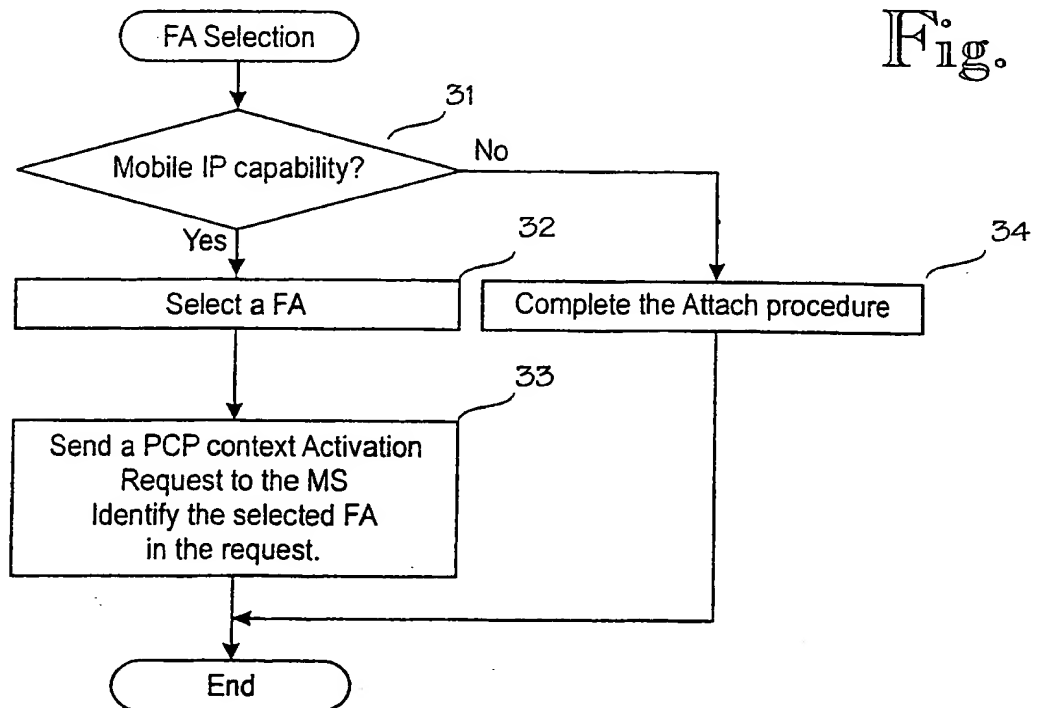 Fig.
FA Selection
31
Mobile IP capability?
No
Yes
32
34
Select a FA
Complete the Attach procedure
33
Send a PCP context Activation
Request to the MS
Identify the selected FA
in the request.
End